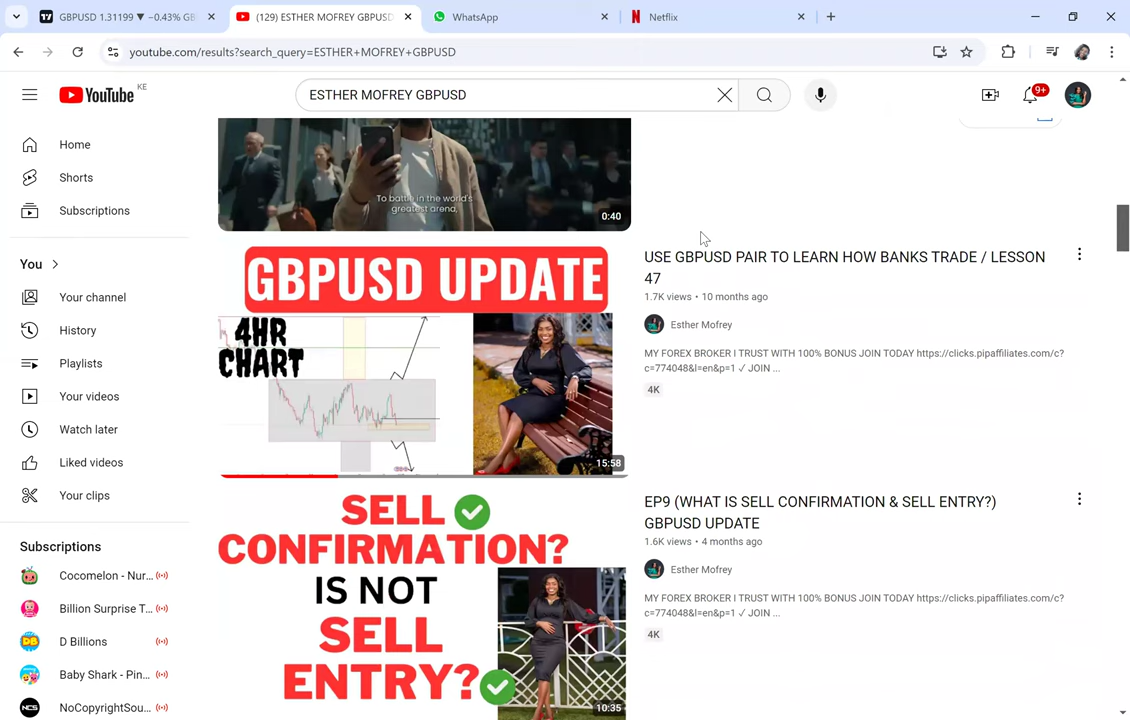 GBPUSD 1.31199 ▼ −0.43% GB
(129) ESTHER MOFREY GBPUSD
WhatsApp
Netflix
youtube.com/results?search_query=ESTHER+MOFREY+GBPUSD
YouTube KE
ESTHER MOFREY GBPUSD
9+
Home
Shorts
Subscriptions
You
Your channel
History
Playlists
Your videos
Watch later
Liked videos
Your clips
Subscriptions
Cocomelon - Nur...
Billion Surprise T...
D Billions
Baby Shark - Pin...
NCS
NoCopyrightSou...
To battle in the world's
greatest arena,
0:40
GBPUSD UPDATE
4HR
CHART
15:58
USE GBPUSD PAIR TO LEARN HOW BANKS TRADE / LESSON
47
1.7K views • 10 months ago
Esther Mofrey
MY FOREX BROKER I TRUST WITH 100% BONUS JOIN TODAY https://clicks.pipaffiliates.com/c?
c=774048&l=en&p=1 ✓ JOIN ...
4K
SELL
CONFIRMATION?
IS NOT
SELL
ENTRY?
10:35
EP9 (WHAT IS SELL CONFIRMATION & SELL ENTRY?)
GBPUSD UPDATE
1.6K views • 4 months ago
Esther Mofrey
MY FOREX BROKER I TRUST WITH 100% BONUS JOIN TODAY https://clicks.pipaffiliates.com/c?
c=774048&l=en&p=1 ✓ JOIN ...
4K